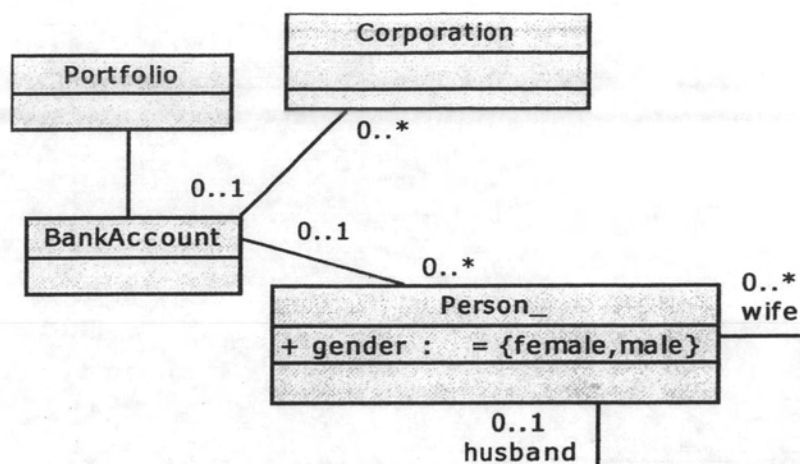 Corporation
Portfolio
0..*
0..1
BankAccount
0..1
0..*
Person_
0..*
wife
+ gender :   = {female,male}
0..1
husband